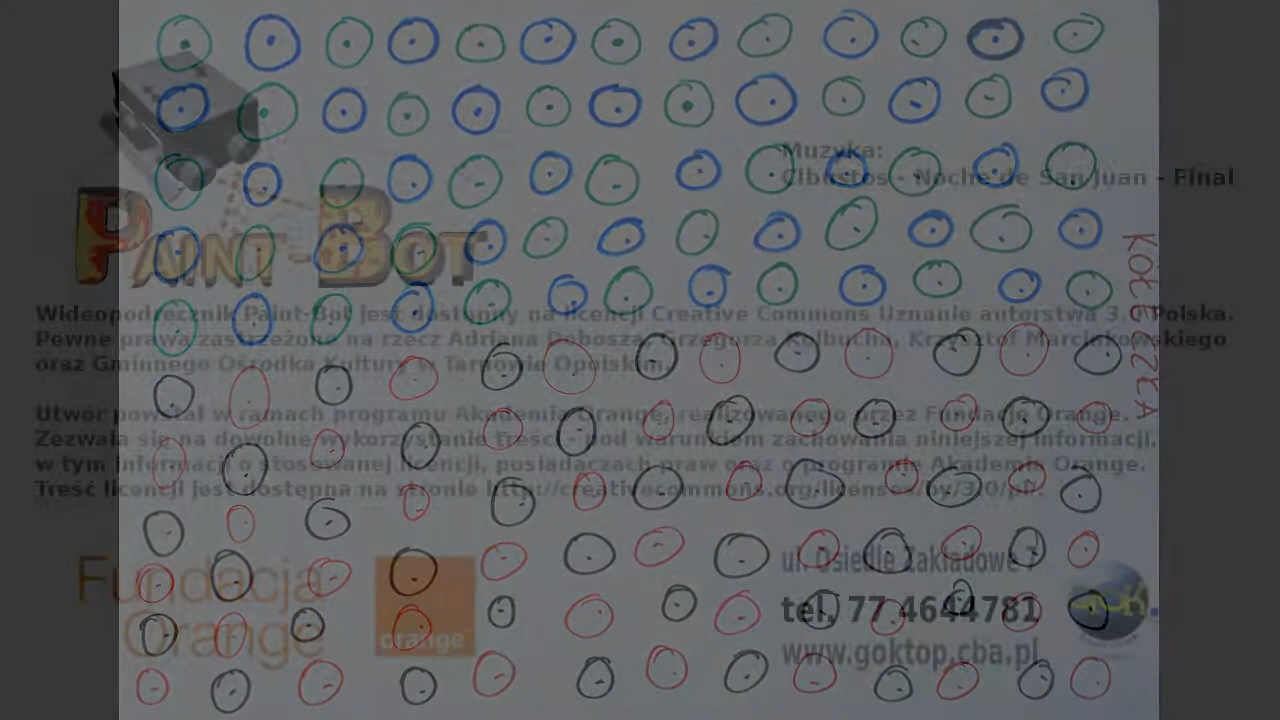 Muzyka:
Clbustos - Noche de San Juan - Final
PAINT-BOT
KÓŁECZKA
Wideopodręcznik Paint-Bot jest dostępny na licencji Creative Commons Uznanie autorstwa 3.0 Polska.
Pewne prawa zastrzeżone na rzecz Adriana Dobosza, Grzegorza Kolbucha, Krzysztof Marcinkowskiego
oraz Gminnego Ośrodka Kultury w Tarnowie Opolskim.
Utwór powstał w ramach programu Akademia Orange, realizowanego przez Fundację Orange.
Zezwala się na dowolne wykorzystanie treści - pod warunkiem zachowania niniejszej informacji,
w tym informacji o stosowanej licencji, posiadaczach praw oraz o programie Akademia Orange.
Treść licencji jest dostępna na stronie http://creativecommons.org/licenses/by/3.0/pl/.
Fundacja
Orange
orange™
ul. Osiedle Zakładowe 7
tel. 77 4644781
www.goktop.cba.pl